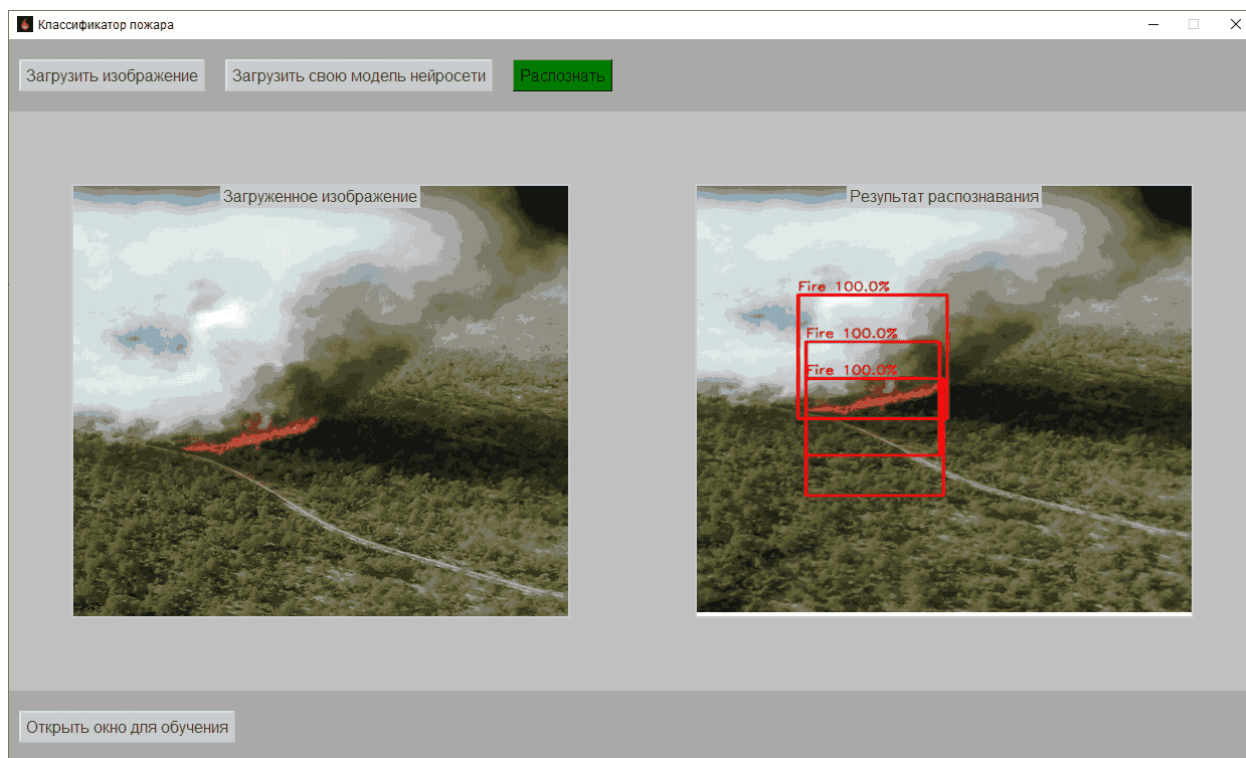 Классификатор пожара
Загрузить изображение
Загрузить свою модель нейросети
Распознать
Загруженное изображение
Результат распознавания
Fire 100.0%
Fire 100.0%
Fire 100.0%
Открыть окно для обучения